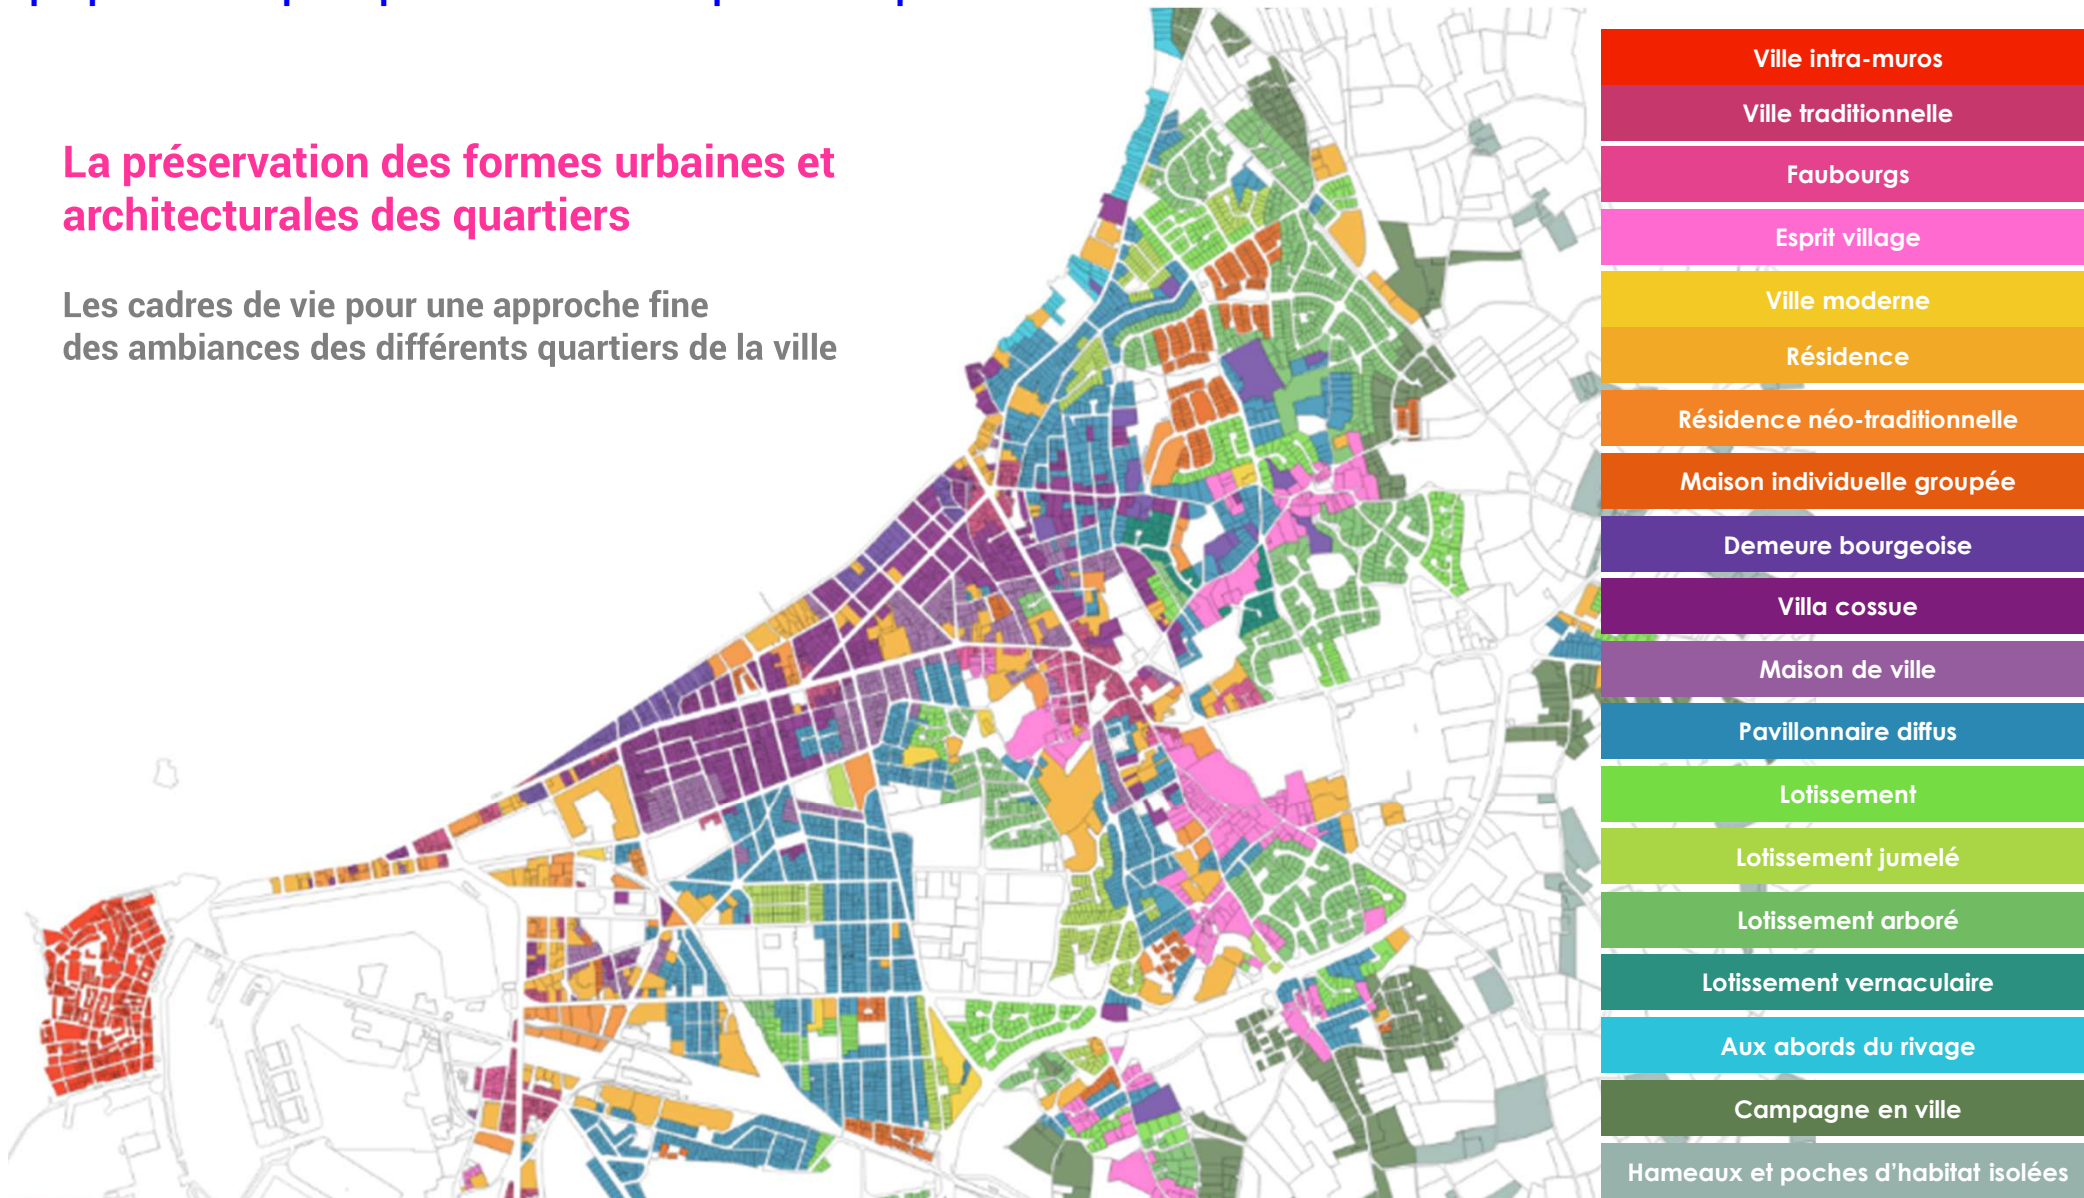 La préservation des formes urbaines et
architecturales des quartiers
Les cadres de vie pour une approche fine
des ambiances des différents quartiers de la ville
Ville intra-muros
Ville traditionnelle
Faubourgs
Esprit village
Ville moderne
Résidence
Résidence néo-traditionnelle
Maison individuelle groupée
Demeure bourgeoise
Villa cossue
Maison de ville
Pavillonnaire diffus
Lotissement
Lotissement jumelé
Lotissement arboré
Lotissement vernaculaire
Aux abords du rivage
Campagne en ville
Hameaux et poches d'habitat isolées